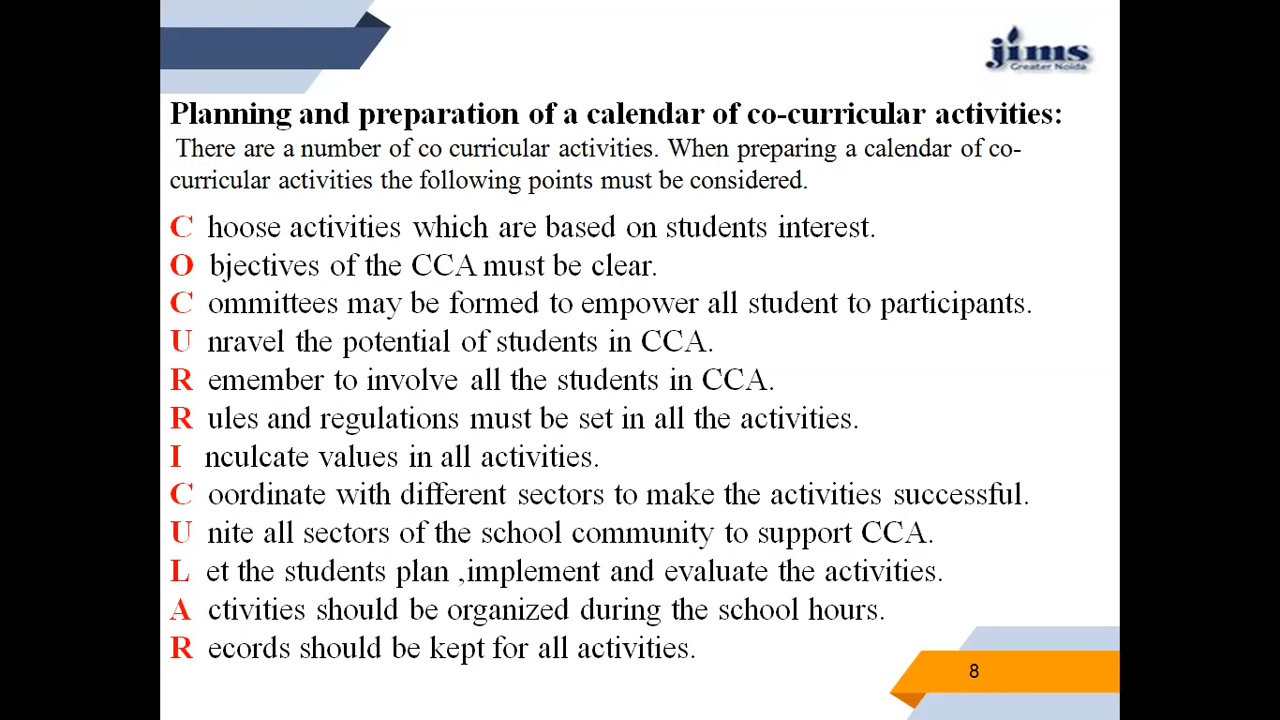 jims
Greater Noida
Planning and preparation of a calendar of co-curricular activities:
There are a number of co curricular activities. When preparing a calendar of co-
curricular activities the following points must be considered.
C hoose activities which are based on students interest.
O bjectives of the CCA must be clear.
C ommittees may be formed to empower all student to participants.
U nravel the potential of students in CCA.
R emember to involve all the students in CCA.
R ules and regulations must be set in all the activities.
I nculcate values in all activities.
C oordinate with different sectors to make the activities successful.
U nite all sectors of the school community to support CCA.
L et the students plan ,implement and evaluate the activities.
A ctivities should be organized during the school hours.
R ecords should be kept for all activities.
8